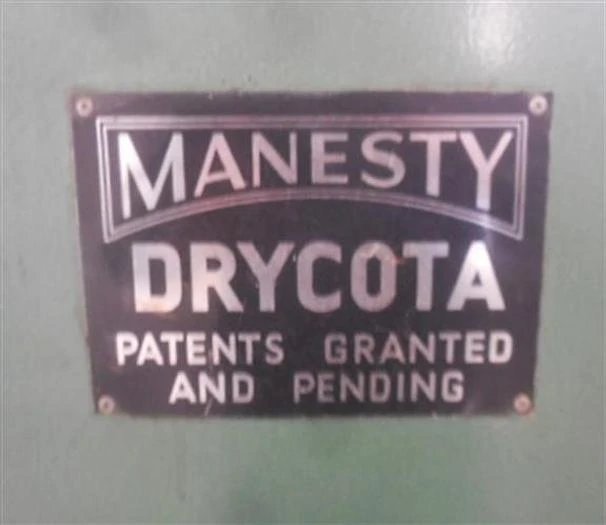 MANESTY
DRYCOTA
PATENTS GRANTED
AND PENDING